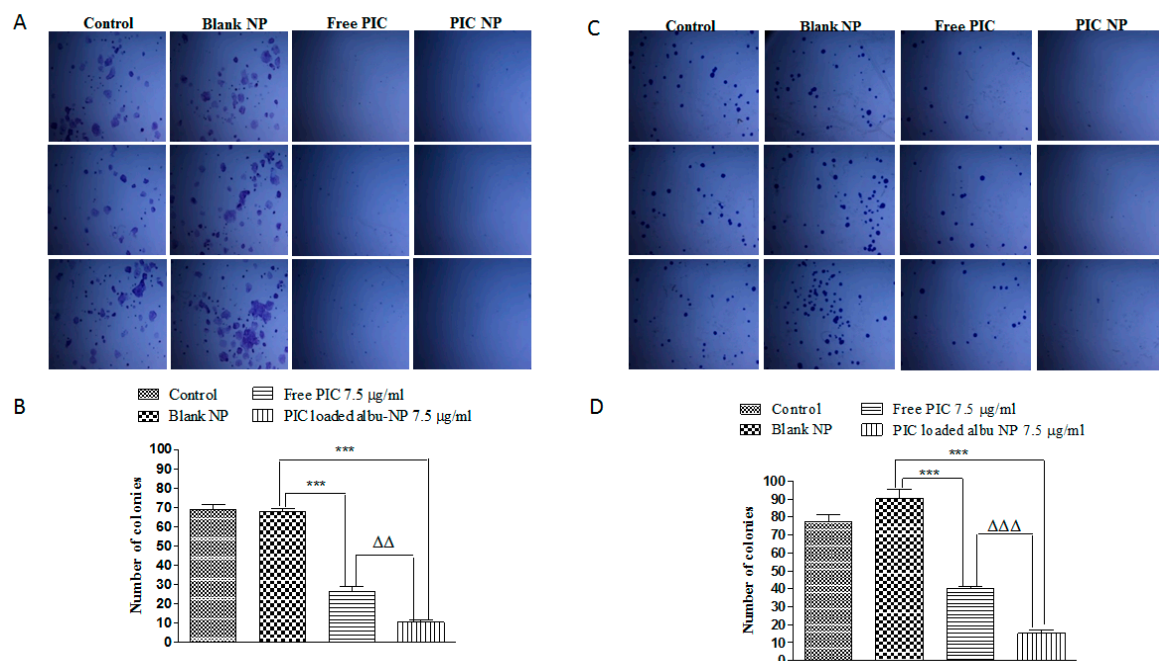 A
Control Blank NP Free PIC PIC NP
B
Control Free PIC 7.5 µg/ml
Blank NP PIC loaded albu-NP 7.5 µg/ml
Number of colonies
100
90
80
70
60
50
40
30
20
10
0
***
***
ΔΔ
C
Control Blank NP Free PIC PIC NP
D
Control Free PIC 7.5 µg/ml
Blank NP PIC loaded albu NP 7.5 µg/ml
Number of colonies
100
90
80
70
60
50
40
30
20
10
0
***
***
ΔΔΔ